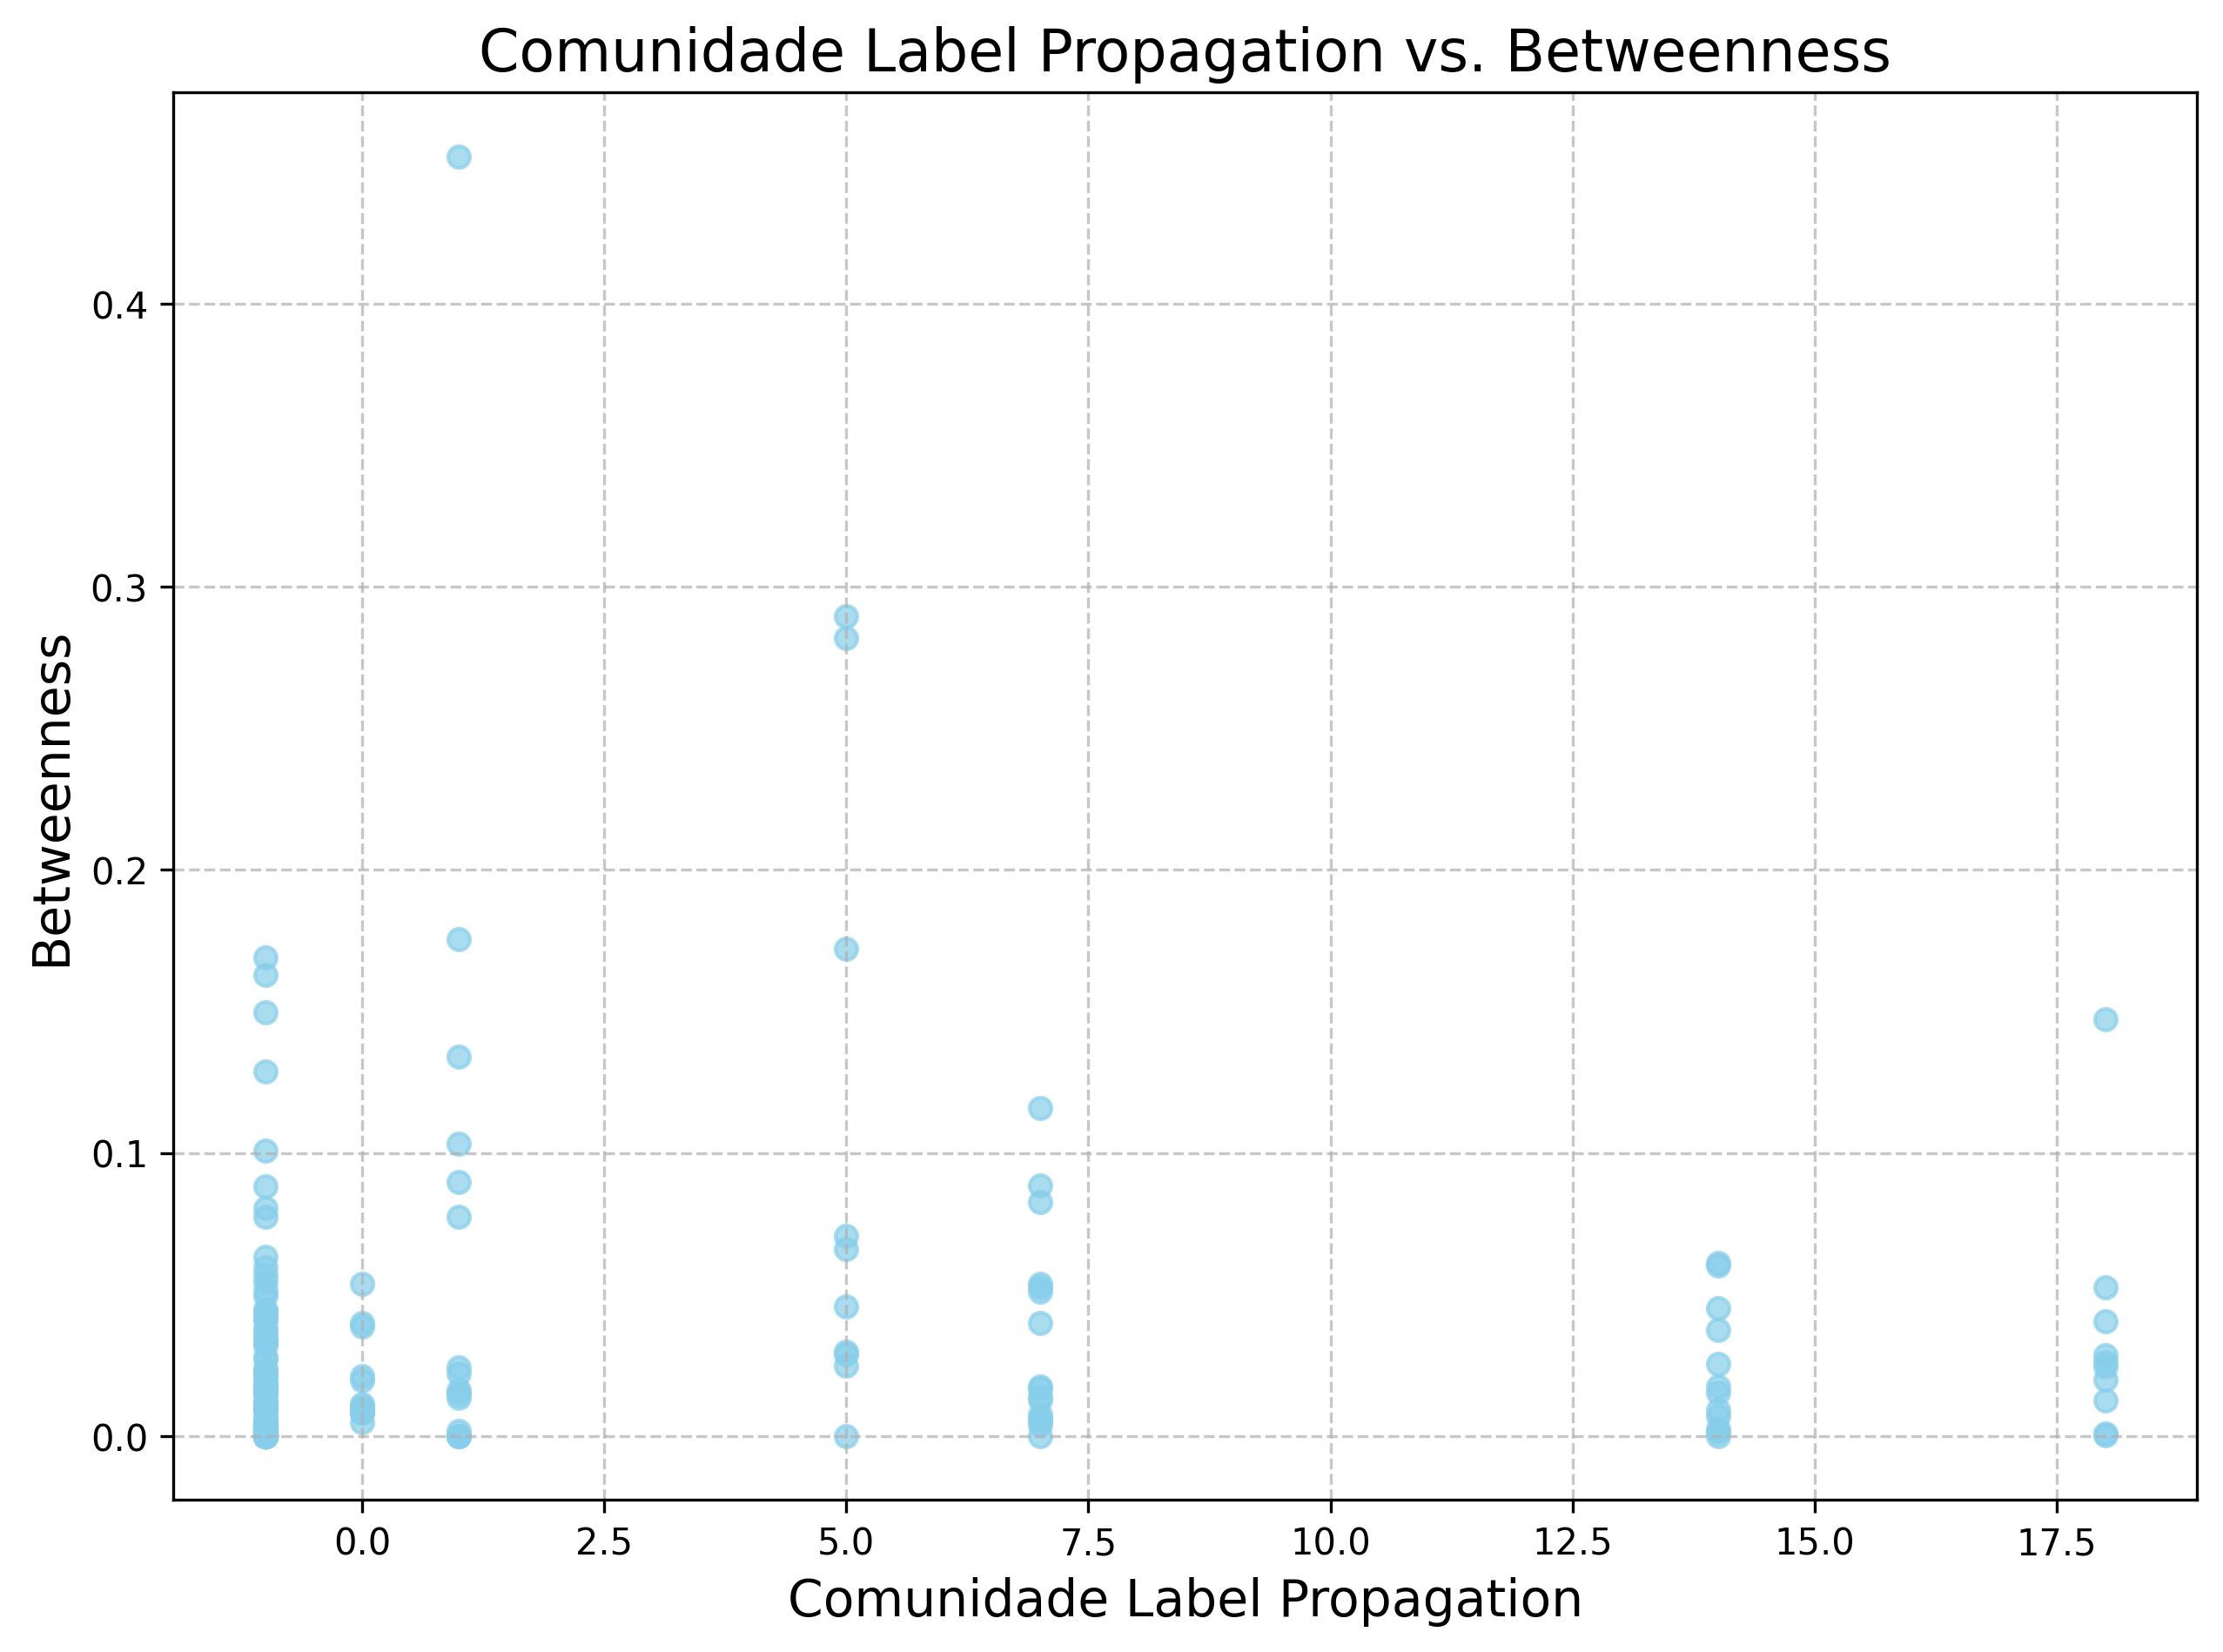 Comunidade Label Propagation vs. Betweenness
Betweenness
0.4
0.3
0.2
0.1
0.0
0.0 2.5 5.0 7.5 10.0 12.5 15.0 17.5
Comunidade Label Propagation